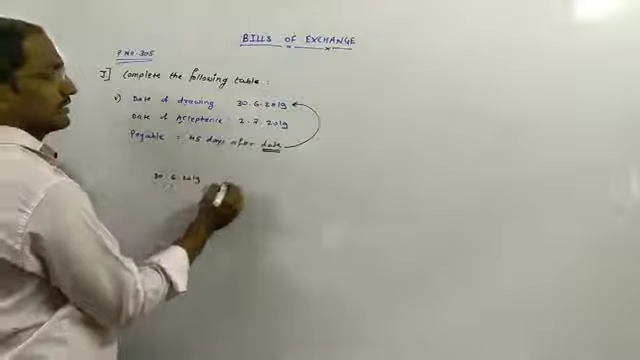 BILLS OF EXCHANGE
P.NO. 305
J] Complete the following table :
1) Date of drawing 30.6.2019
Date of Acceptance : 2.7.2019
Payable = 45 days after date
30 6 2019